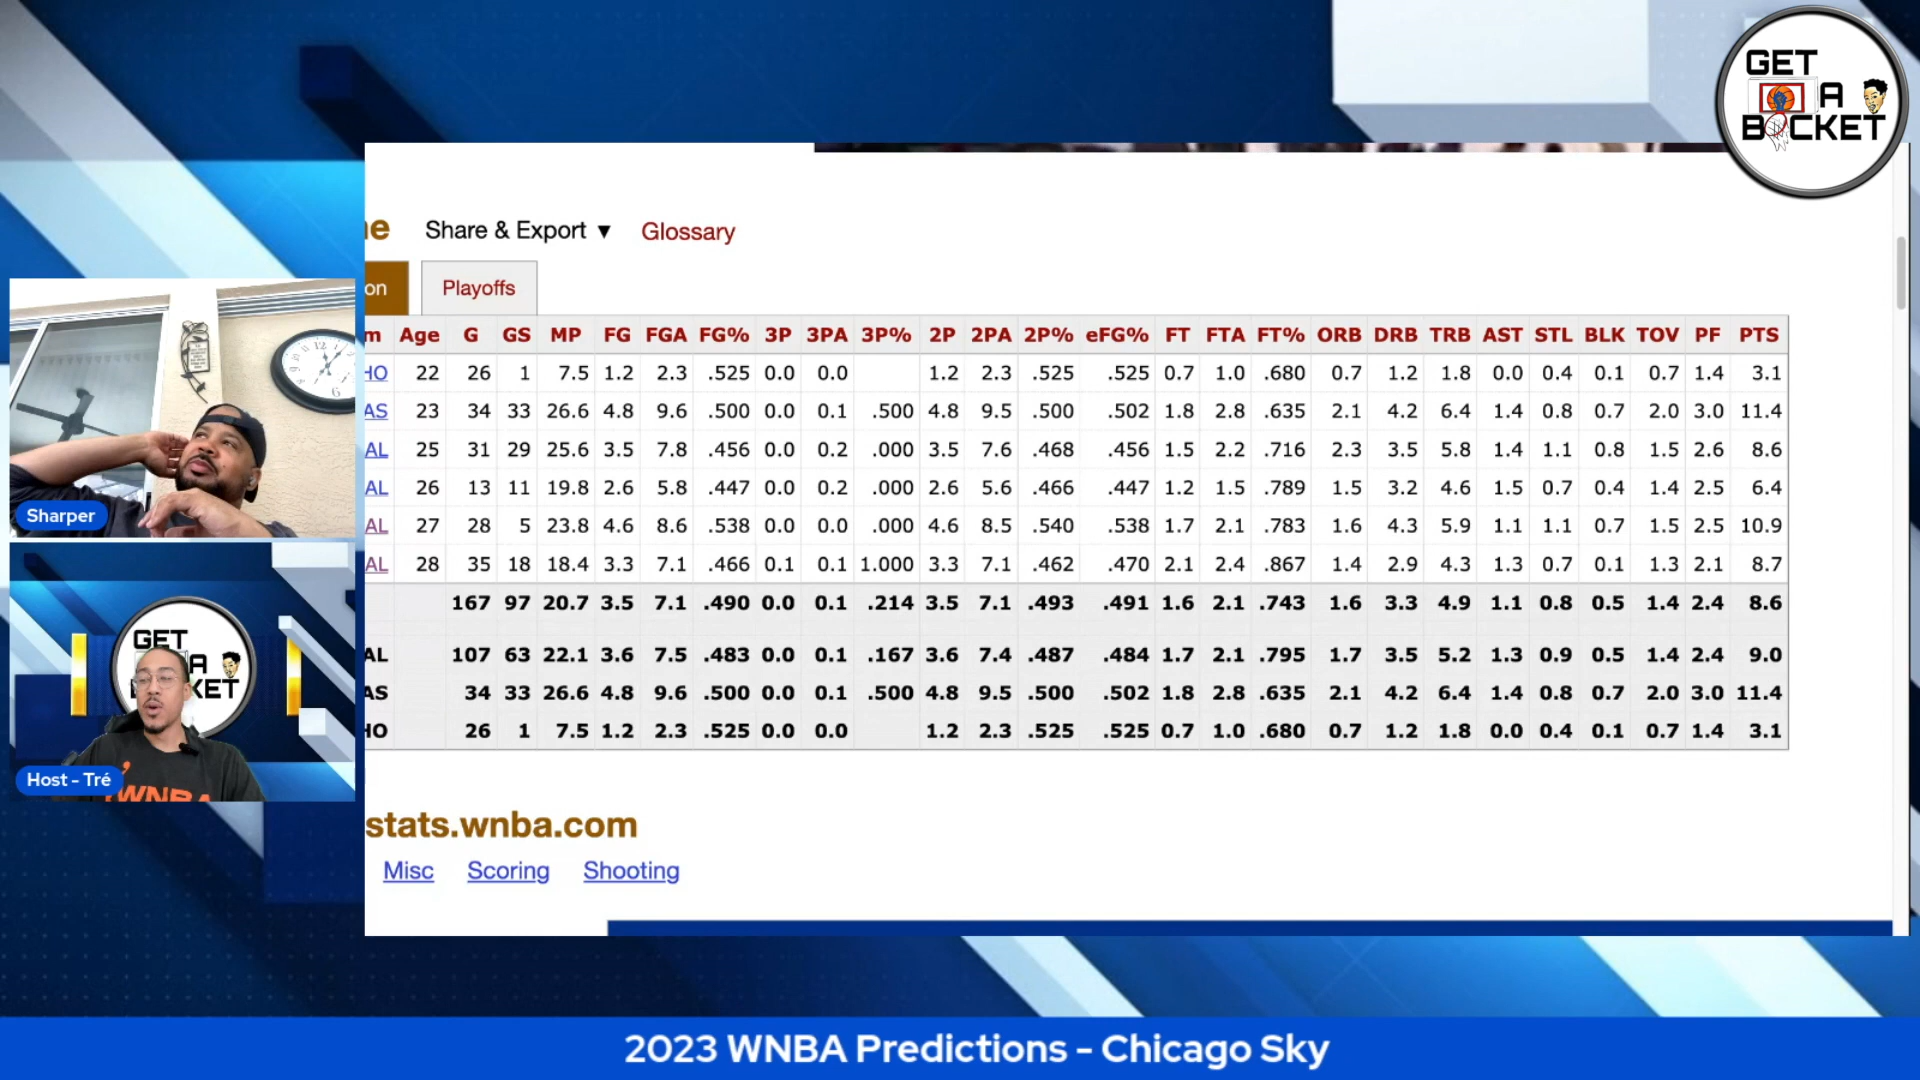 GET
A
BUCKET
ne Share & Export ▼ Glossary
on Playoffs
m Age G GS MP FG FGA FG% 3P 3PA 3P% 2P 2PA 2P% eFG% FT FTA FT% ORB DRB TRB AST STL BLK TOV PF PTS
HO 22 26 1 7.5 1.2 2.3 .525 0.0 0.0 1.2 2.3 .525 .525 0.7 1.0 .680 0.7 1.2 1.8 0.0 0.4 0.1 0.7 1.4 3.1
AS 23 34 33 26.6 4.8 9.6 .500 0.0 0.1 .500 4.8 9.5 .500 .502 1.8 2.8 .635 2.1 4.2 6.4 1.4 0.8 0.7 2.0 3.0 11.4
AL 25 31 29 25.6 3.5 7.8 .456 0.0 0.2 .000 3.5 7.6 .468 .456 1.5 2.2 .716 2.3 3.5 5.8 1.4 1.1 0.8 1.5 2.6 8.6
AL 26 13 11 19.8 2.6 5.8 .447 0.0 0.2 .000 2.6 5.6 .466 .447 1.2 1.5 .789 1.5 3.2 4.6 1.5 0.7 0.4 1.4 2.5 6.4
AL 27 28 5 23.8 4.6 8.6 .538 0.0 0.0 .000 4.6 8.5 .540 .538 1.7 2.1 .783 1.6 4.3 5.9 1.1 1.1 0.7 1.5 2.5 10.9
AL 28 35 18 18.4 3.3 7.1 .466 0.1 0.1 1.000 3.3 7.1 .462 .470 2.1 2.4 .867 1.4 2.9 4.3 1.3 0.7 0.1 1.3 2.1 8.7
167 97 20.7 3.5 7.1 .490 0.0 0.1 .214 3.5 7.1 .493 .491 1.6 2.1 .743 1.6 3.3 4.9 1.1 0.8 0.5 1.4 2.4 8.6
AL 107 63 22.1 3.6 7.5 .483 0.0 0.1 .167 3.6 7.4 .487 .484 1.7 2.1 .795 1.7 3.5 5.2 1.3 0.9 0.5 1.4 2.4 9.0
AS 34 33 26.6 4.8 9.6 .500 0.0 0.1 .500 4.8 9.5 .500 .502 1.8 2.8 .635 2.1 4.2 6.4 1.4 0.8 0.7 2.0 3.0 11.4
HO 26 1 7.5 1.2 2.3 .525 0.0 0.0 1.2 2.3 .525 .525 0.7 1.0 .680 0.7 1.2 1.8 0.0 0.4 0.1 0.7 1.4 3.1
stats.wnba.com
Misc Scoring Shooting
12
6
Sharper
GET
A
KET
Host - Tré
WNBA
2023 WNBA Predictions - Chicago Sky